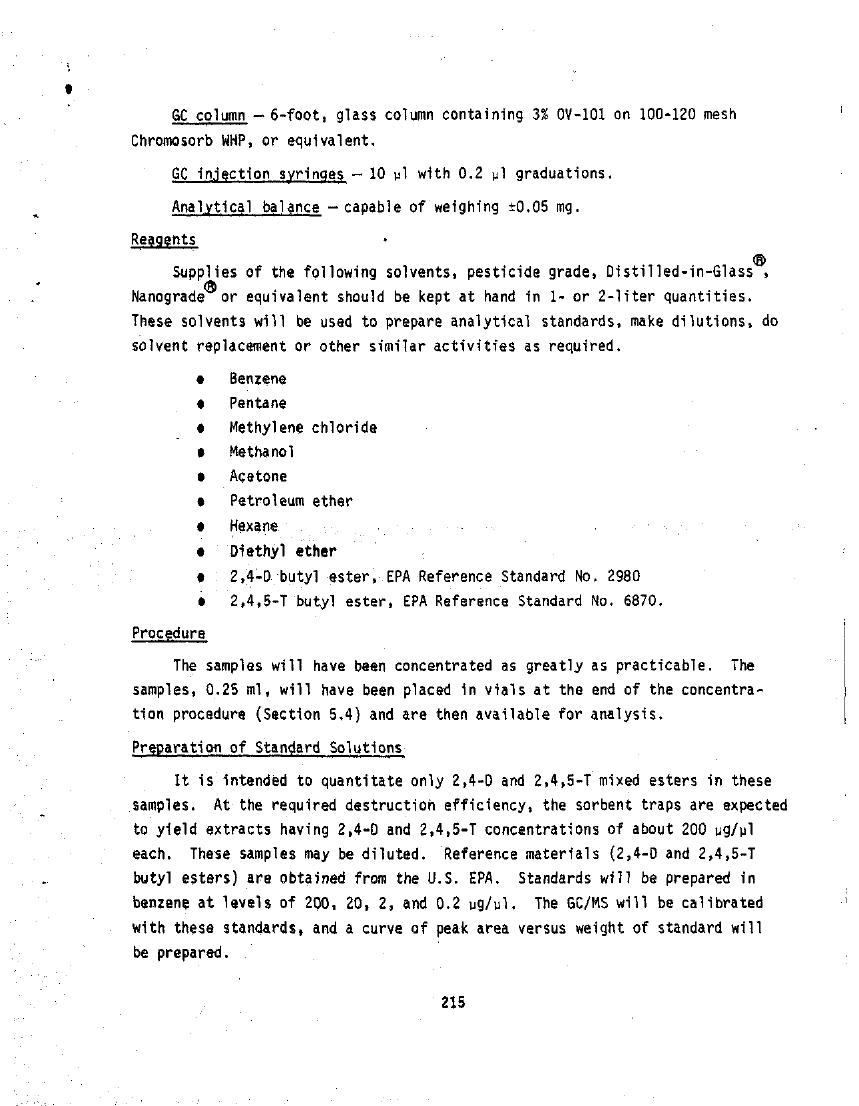 GC column — 6-foot, glass column containing 3% OV-101 on 100-120 mesh
Chromosorb WHP, or equivalent.
GC injection syringes — 10 µl with 0.2 µl graduations.
Analytical balance — capable of weighing ±0.05 mg.
Reagents
Supplies of the following solvents, pesticide grade, Distilled-in-Glass®,
Nanograde® or equivalent should be kept at hand in 1- or 2-liter quantities.
These solvents will be used to prepare analytical standards, make dilutions, do
solvent replacement or other similar activities as required.
● Benzene
● Pentane
● Methylene chloride
● Methanol
● Acetone
● Petroleum ether
● Hexane
● Diethyl ether
● 2,4-D butyl ester, EPA Reference Standard No. 2980
● 2,4,5-T butyl ester, EPA Reference Standard No. 6870.
Procedure
The samples will have been concentrated as greatly as practicable. The
samples, 0.25 ml, will have been placed in vials at the end of the concentra-
tion procedure (Section 5.4) and are then available for analysis.
Preparation of Standard Solutions
It is intended to quantitate only 2,4-D and 2,4,5-T mixed esters in these
samples. At the required destruction efficiency, the sorbent traps are expected
to yield extracts having 2,4-D and 2,4,5-T concentrations of about 200 µg/µl
each. These samples may be diluted. Reference materials (2,4-D and 2,4,5-T
butyl esters) are obtained from the U.S. EPA. Standards will be prepared in
benzene at levels of 200, 20, 2, and 0.2 µg/µl. The GC/MS will be calibrated
with these standards, and a curve of peak area versus weight of standard will
be prepared.
215